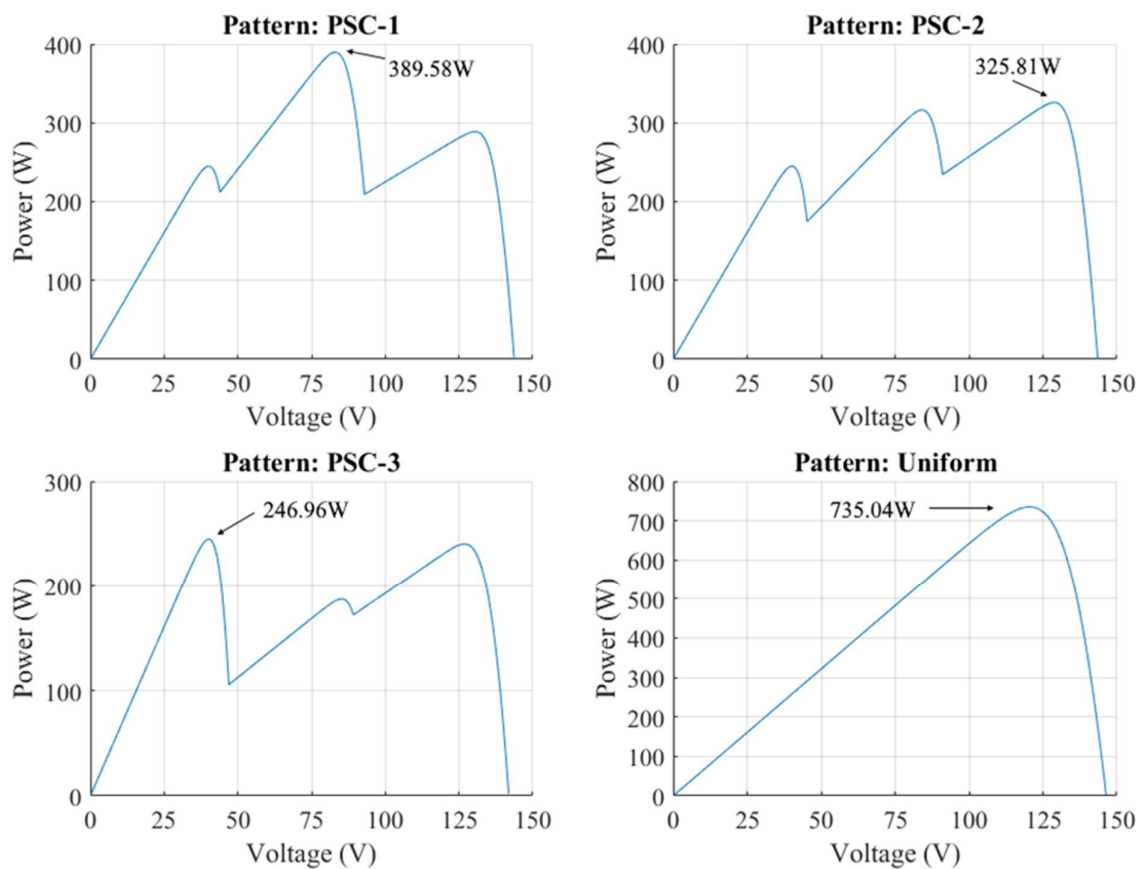 Pattern: PSC-1
400
300
200
100
0
Power (W)
389.58W
0 25 50 75 100 125 150
Voltage (V)
Pattern: PSC-2
400
300
200
100
0
Power (W)
325.81W
0 25 50 75 100 125 150
Voltage (V)
Pattern: PSC-3
300
200
100
0
Power (W)
246.96W
0 25 50 75 100 125 150
Voltage (V)
Pattern: Uniform
800
700
600
500
400
300
200
100
0
Power (W)
735.04W
0 25 50 75 100 125 150
Voltage (V)